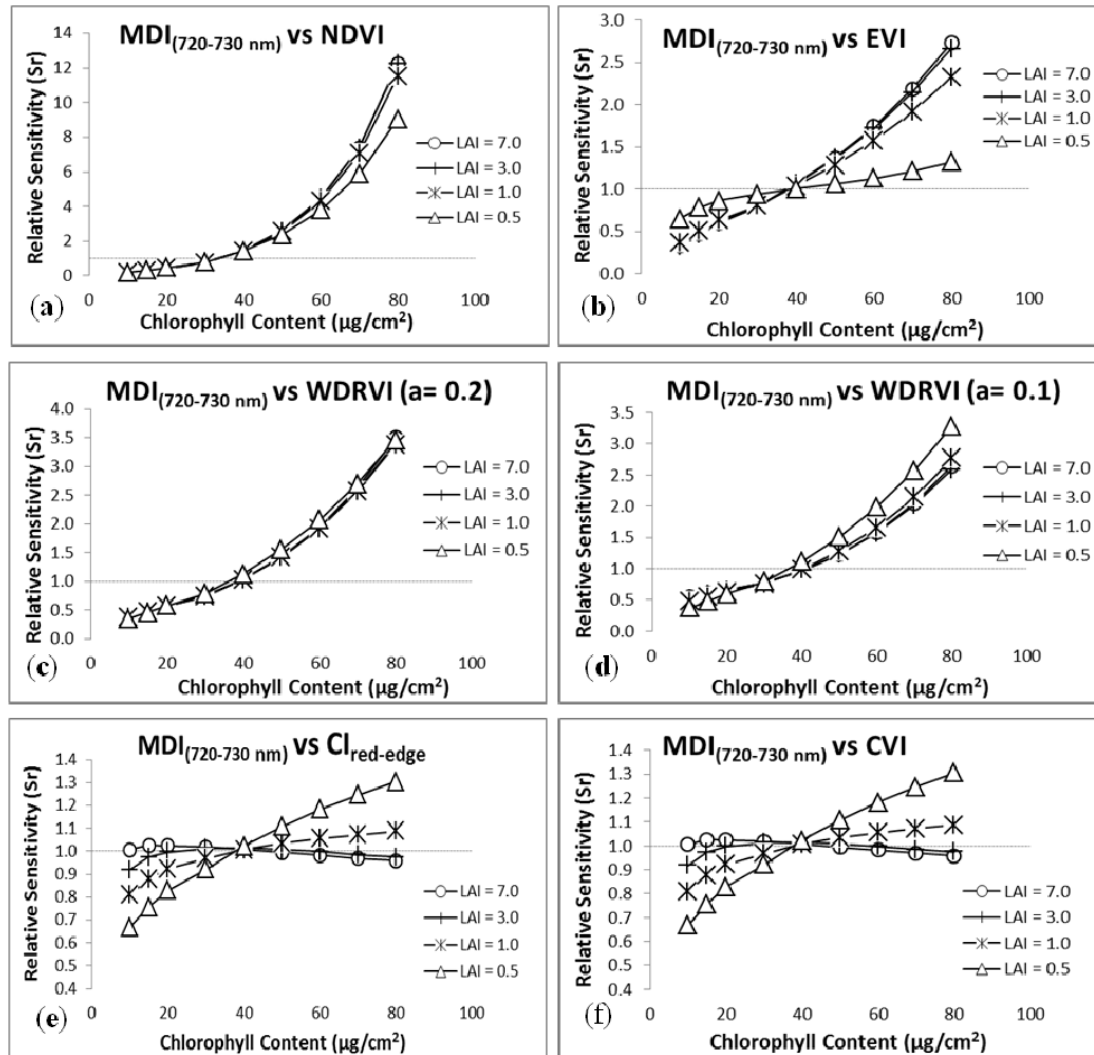 MDI(720-730 nm) vs NDVI
Relative Sensitivity (Sr)
14
12
10
8
6
4
2
0
0 20 40 60 80 100
Chlorophyll Content (µg/cm²)
LAI = 7.0
LAI = 3.0
LAI = 1.0
LAI = 0.5
(a)
MDI(720-730 nm) vs EVI
Relative Sensitivity (Sr)
3.0
2.5
2.0
1.5
1.0
0.5
0.0
0 20 40 60 80 100
Chlorophyll Content (µg/cm²)
LAI = 7.0
LAI = 3.0
LAI = 1.0
LAI = 0.5
(b)
MDI(720-730 nm) vs WDRVI (a= 0.2)
Relative Sensitivity (Sr)
4.0
3.5
3.0
2.5
2.0
1.5
1.0
0.5
0.0
0 20 40 60 80 100
Chlorophyll Content (µg/cm²)
LAI = 7.0
LAI = 3.0
LAI = 1.0
LAI = 0.5
(c)
MDI(720-730 nm) vs WDRVI (a= 0.1)
Relative Sensitivity (Sr)
3.5
3.0
2.5
2.0
1.5
1.0
0.5
0.0
0 20 40 60 80 100
Chlorophyll Content (µg/cm²)
LAI = 7.0
LAI = 3.0
LAI = 1.0
LAI = 0.5
(d)
MDI(720-730 nm) vs CIred-edge
Relative Sensitivity (Sr)
1.4
1.3
1.2
1.1
1.0
0.9
0.8
0.7
0.6
0.5
0.4
0 20 40 60 80 100
Chlorophyll Content (µg/cm²)
LAI = 7.0
LAI = 3.0
LAI = 1.0
LAI = 0.5
(e)
MDI(720-730 nm) vs CVI
Relative Sensitivity (Sr)
1.4
1.3
1.2
1.1
1.0
0.9
0.8
0.7
0.6
0.5
0.4
0 20 40 60 80 100
Chlorophyll Content (µg/cm²)
LAI = 7.0
LAI = 3.0
LAI = 1.0
LAI = 0.5
(f)